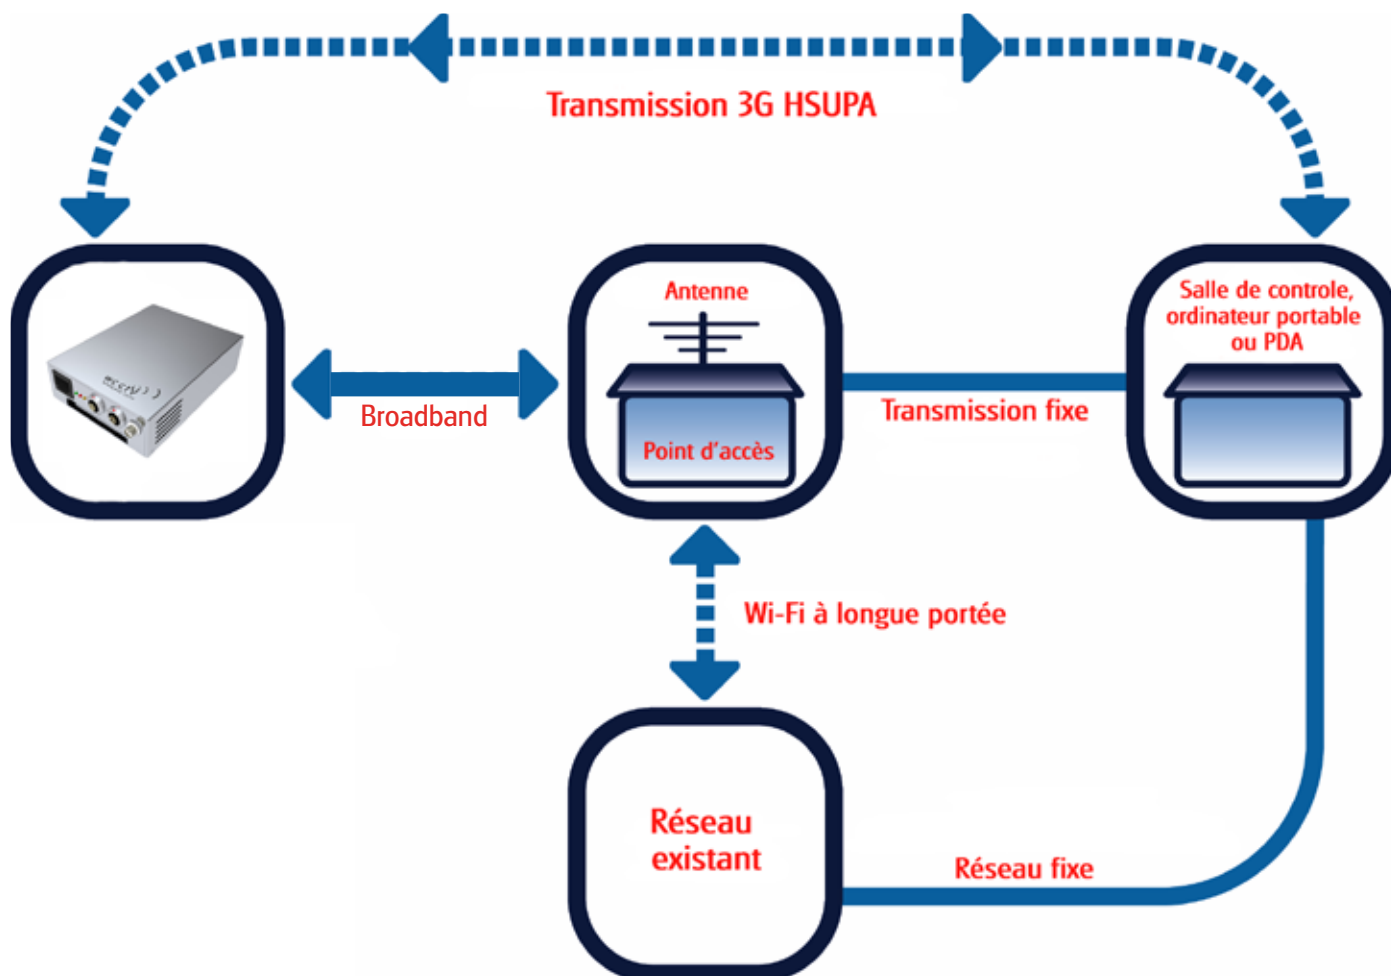 Transmission 3G HSUPA
Antenne
Point d'accès
Salle de controle,
ordinateur portable
ou PDA
Broadband
Transmission fixe
Wi-Fi à longue portée
Réseau
existant
Réseau fixe